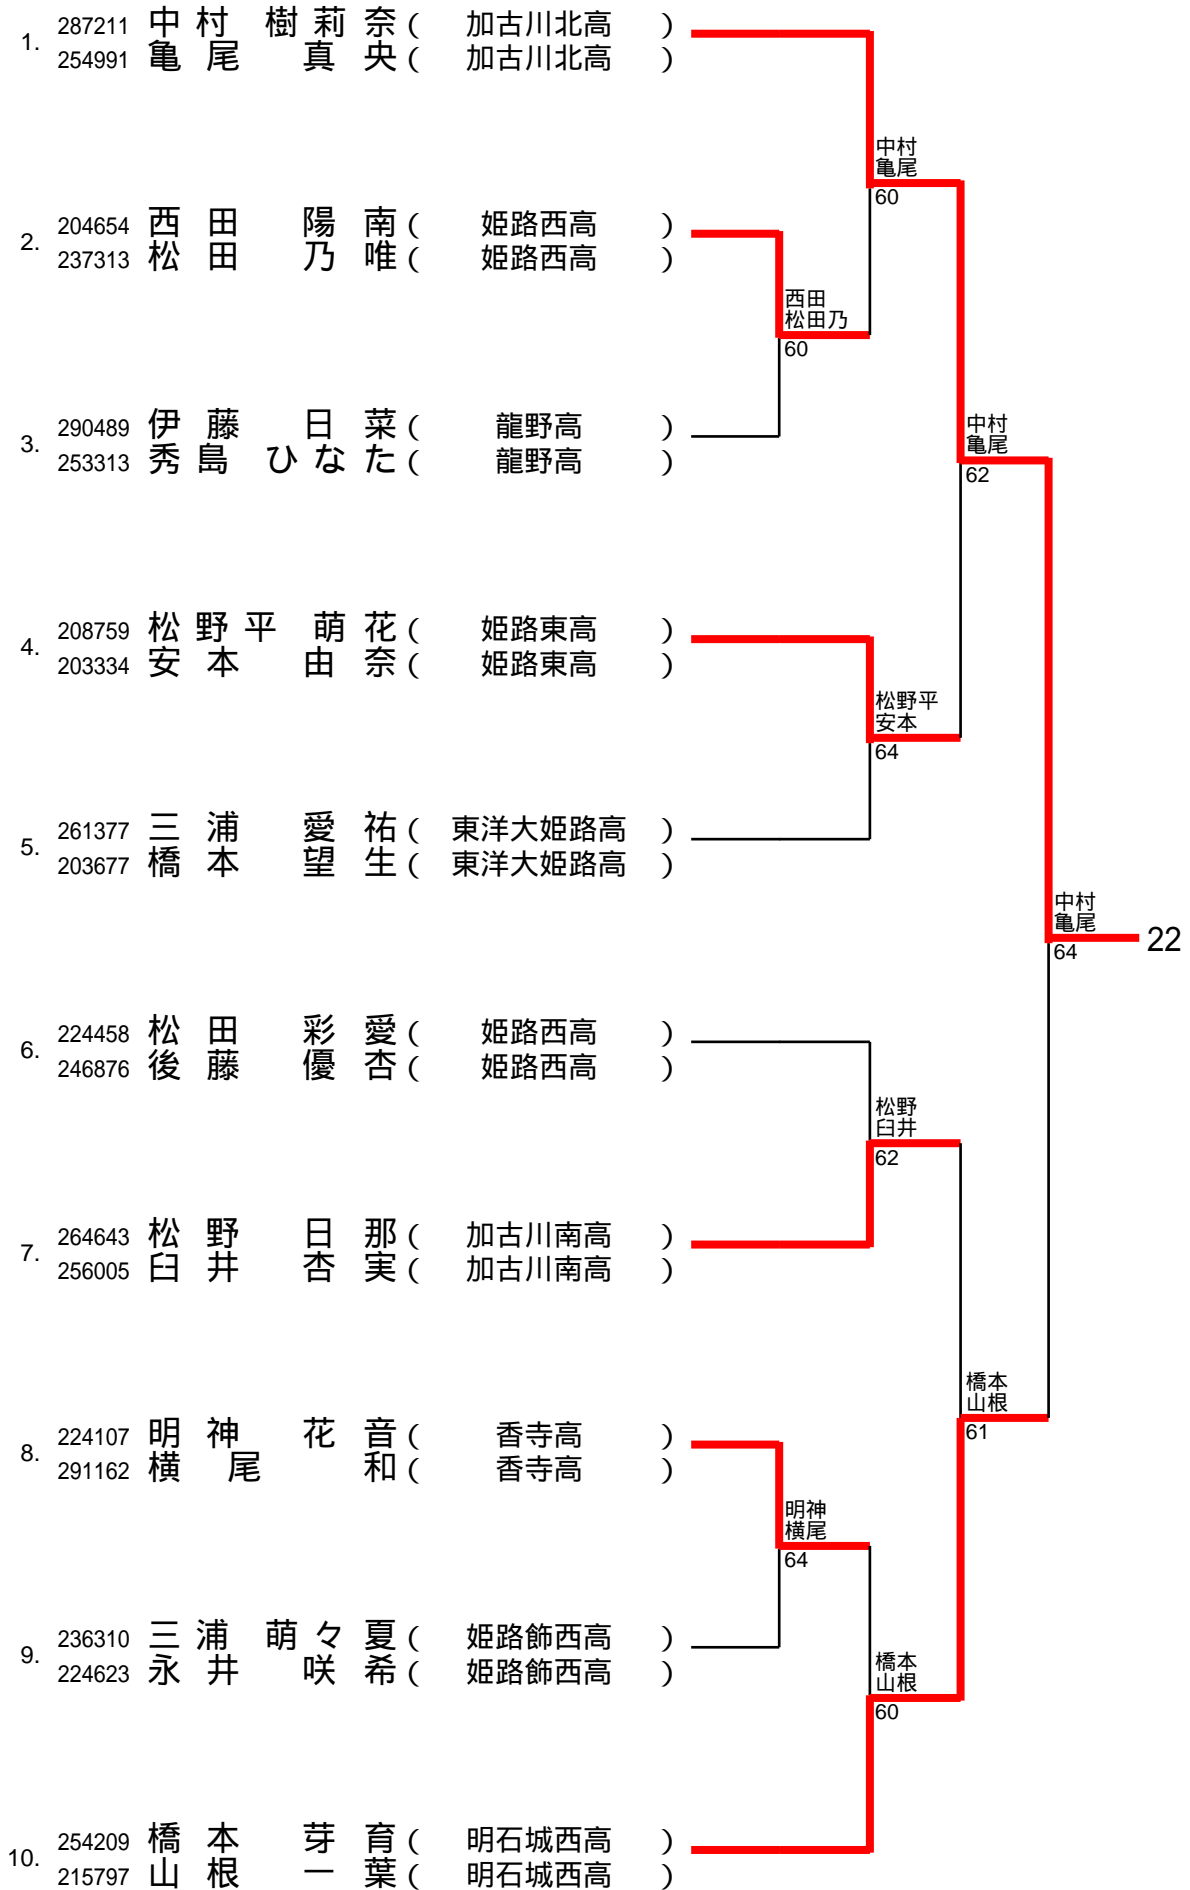 1. 287211 中村 樹莉奈 ( 加古川北高 )
254991 亀尾 真央 ( 加古川北高 )
中村
亀尾
60
2. 204654 西田 陽南 ( 姫路西高 )
237313 松田 乃唯 ( 姫路西高 )
西田
松田乃
60
3. 290489 伊藤 日菜 ( 龍野高 )
253313 秀島 ひなた ( 龍野高 )
中村
亀尾
62
4. 208759 松野平 萌花 ( 姫路東高 )
203334 安本 由奈 ( 姫路東高 )
松野平
安本
64
5. 261377 三浦 愛祐 ( 東洋大姫路高 )
203677 橋本 望生 ( 東洋大姫路高 )
中村
亀尾
64
22
6. 224458 松田 彩愛 ( 姫路西高 )
246876 後藤 優杏 ( 姫路西高 )
松野
臼井
62
7. 264643 松野 日那 ( 加古川南高 )
256005 臼井 杏実 ( 加古川南高 )
橋本
山根
61
8. 224107 明神 花音 ( 香寺高 )
291162 横尾 和 ( 香寺高 )
明神
横尾
64
9. 236310 三浦 萌々夏 ( 姫路飾西高 )
224623 永井 咲希 ( 姫路飾西高 )
橋本
山根
60
10. 254209 橋本 芽育 ( 明石城西高 )
215797 山根 一葉 ( 明石城西高 )